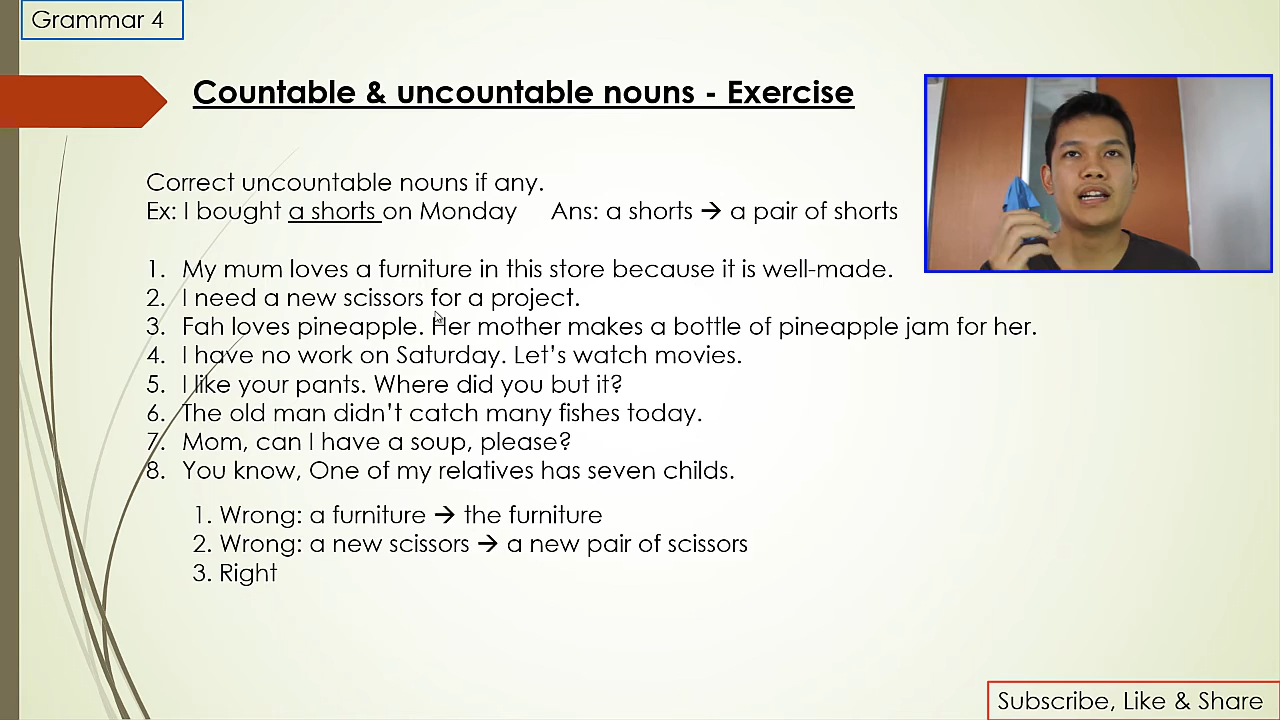 Grammar 4
Countable & uncountable nouns - Exercise
Correct uncountable nouns if any.
Ex: I bought a shorts on Monday Ans: a shorts → a pair of shorts
1. My mum loves a furniture in this store because it is well-made.
2. I need a new scissors for a project.
3. Fah loves pineapple. Her mother makes a bottle of pineapple jam for her.
4. I have no work on Saturday. Let's watch movies.
5. I like your pants. Where did you but it?
6. The old man didn't catch many fishes today.
7. Mom, can I have a soup, please?
8. You know, One of my relatives has seven childs.
1. Wrong: a furniture → the furniture
2. Wrong: a new scissors → a new pair of scissors
3. Right
Subscribe, Like & Share